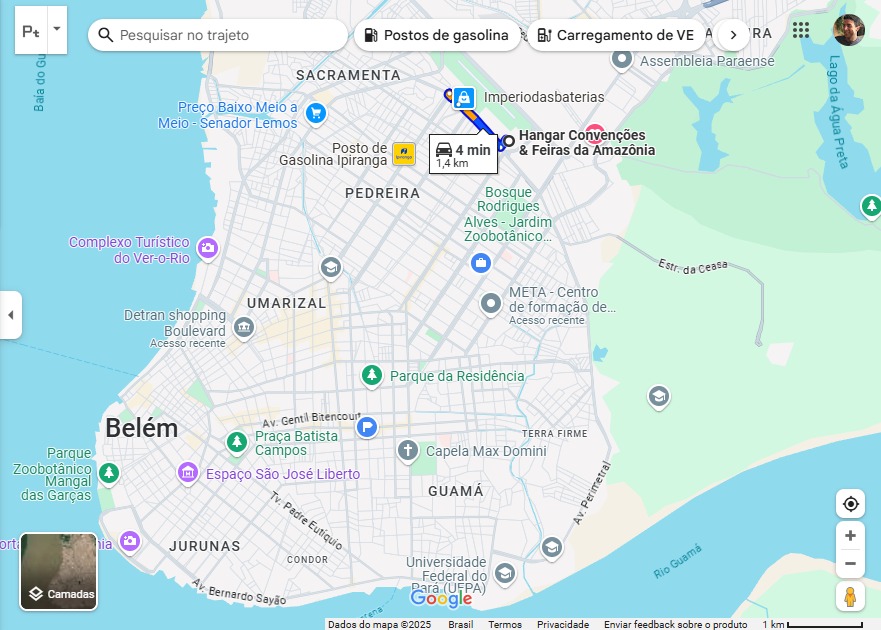 Pt
Pesquisar no trajeto
Postos de gasolina
Carregamento de VE
Baía do Gu
SACRAMENTA
RA
Assembleia Paraense
Lago da Água Preta
Preço Baixo Meio a
Meio - Senador Lemos
Imperiodasbaterias
Hangar Convenções
& Feiras da Amazônia
Posto de
Gasolina Ipiranga
Ipiranga
4 min
1,4 km
PEDREIRA
Bosque
Rodrigues
Alves - Jardim
Zoobotânico...
Complexo Turístico
do Ver-o-Rio
Estr. da Ceasa
UMARIZAL
META - Centro
de formação de...
Acesso recente
Detran shopping
Boulevard
Acesso recente
Parque da Residência
Belém
Av. Gentil Bitencourt
Praça Batista
Campos
TERRA FIRME
Capela Max Domini
Parque
Zoobotânico
Mangal
das Garças
Espaço São José Liberto
GUAMÁ
Av. Perimetral
Tv. Padre Eutíquio
JURUNAS
CONDOR
Universidade
Federal do
Pará (UFPA)
Rio Guamá
Av. Bernardo Sayão
Camadas
Google
Dados do mapa ©2025
Brasil
Termos
Privacidade
Enviar feedback sobre o produto
1 km